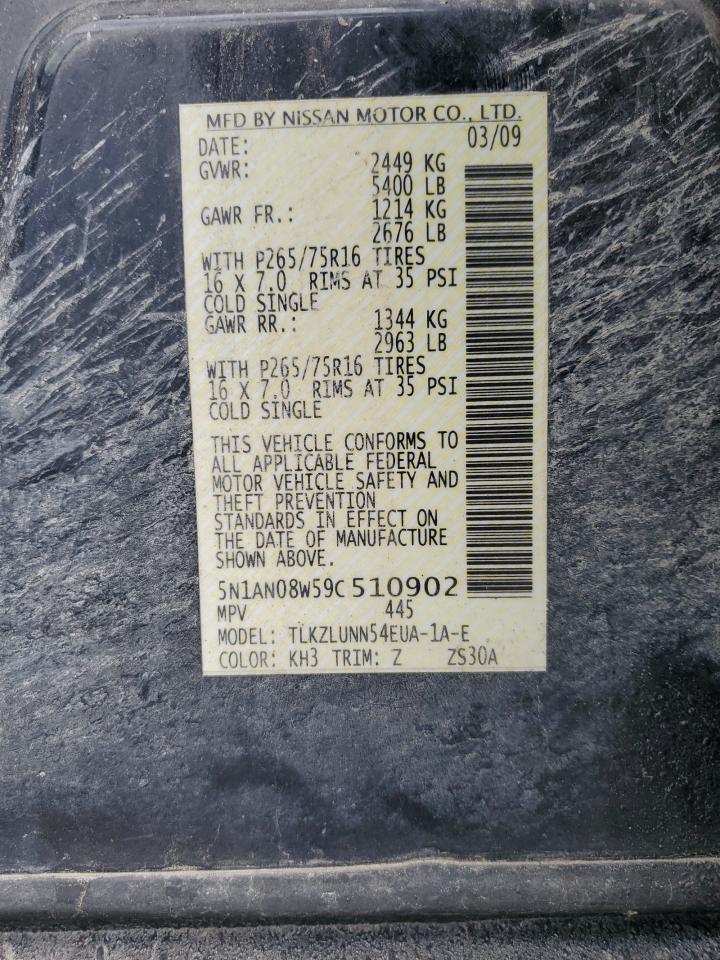 MFD BY NISSAN MOTOR CO., LTD.
DATE: 03/09
GVWR: 2449 KG
5400 LB
GAWR FR.: 1214 KG
2676 LB
WITH P265/75R16 TIRES
16 X 7.0 RIMS AT 35 PSI
COLD SINGLE
GAWR RR.: 1344 KG
2963 LB
WITH P265/75R16 TIRES
16 X 7.0 RIMS AT 35 PSI
COLD SINGLE
THIS VEHICLE CONFORMS TO
ALL APPLICABLE FEDERAL
MOTOR VEHICLE SAFETY AND
THEFT PREVENTION
STANDARDS IN EFFECT ON
THE DATE OF MANUFACTURE
SHOWN ABOVE.
5N1AN08W59C510902
MPV 445
MODEL: TLKZLUNN54EUA-1A-E
COLOR: KH3 TRIM: Z ZS30A